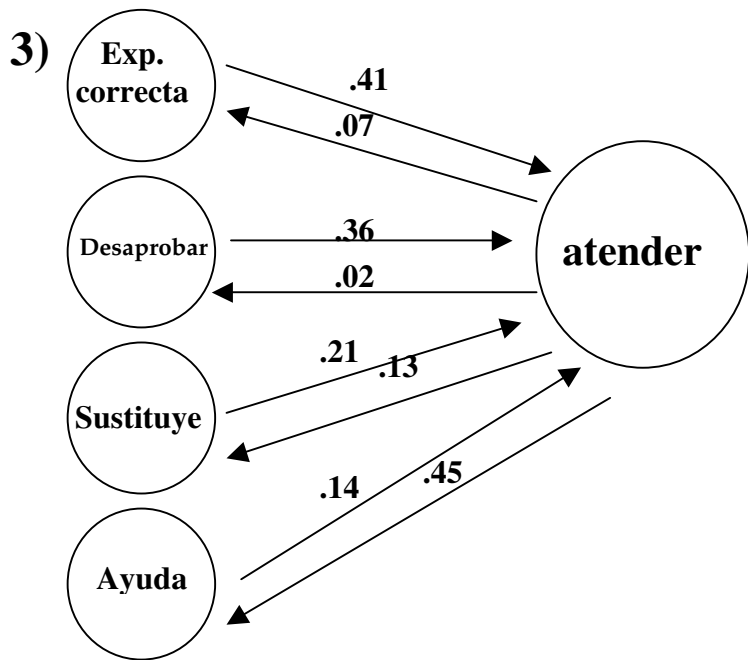 3)
Exp.
correcta
.41
.07
Desaprobar
.36
.02
atender
Sustituye
.21
.13
Ayuda
.14
.45